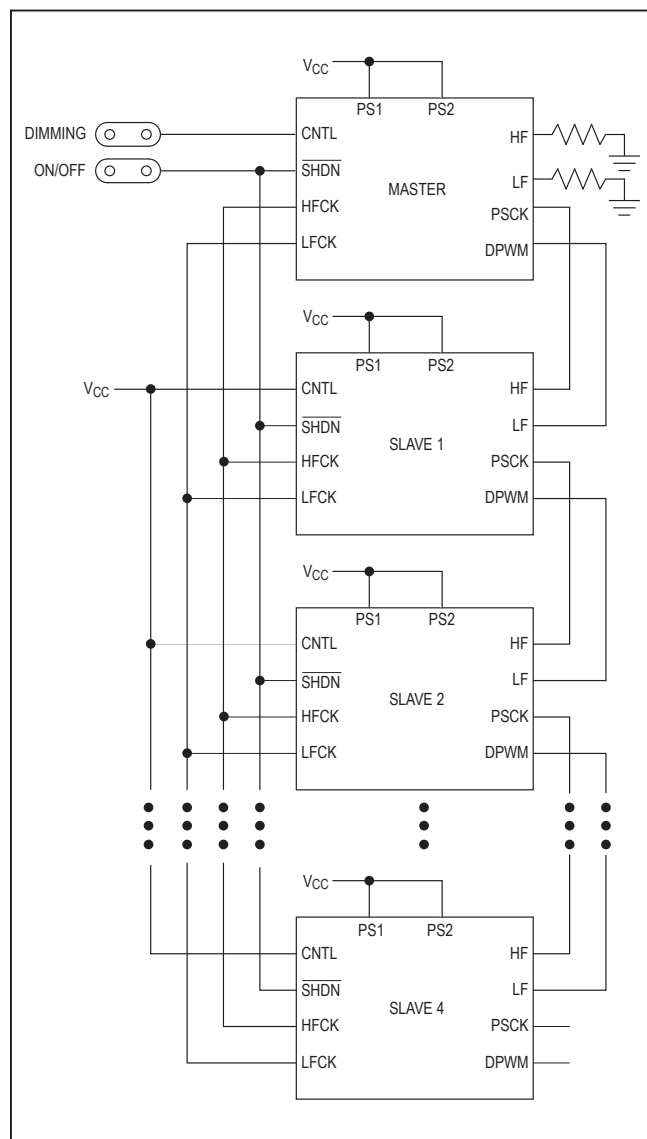 VCC
PS1 PS2
DIMMING
CNTL
HF
ON/OFF
SHDN
LF
MASTER
HFCK
PSCK
LFCK
DPWM
VCC
PS1 PS2
VCC
CNTL
HF
SHDN
LF
SLAVE 1
HFCK
PSCK
LFCK
DPWM
VCC
PS1 PS2
CNTL
HF
SHDN
LF
SLAVE 2
HFCK
PSCK
LFCK
DPWM
VCC
PS1 PS2
CNTL
HF
SHDN
LF
SLAVE 4
HFCK
PSCK
LFCK
DPWM